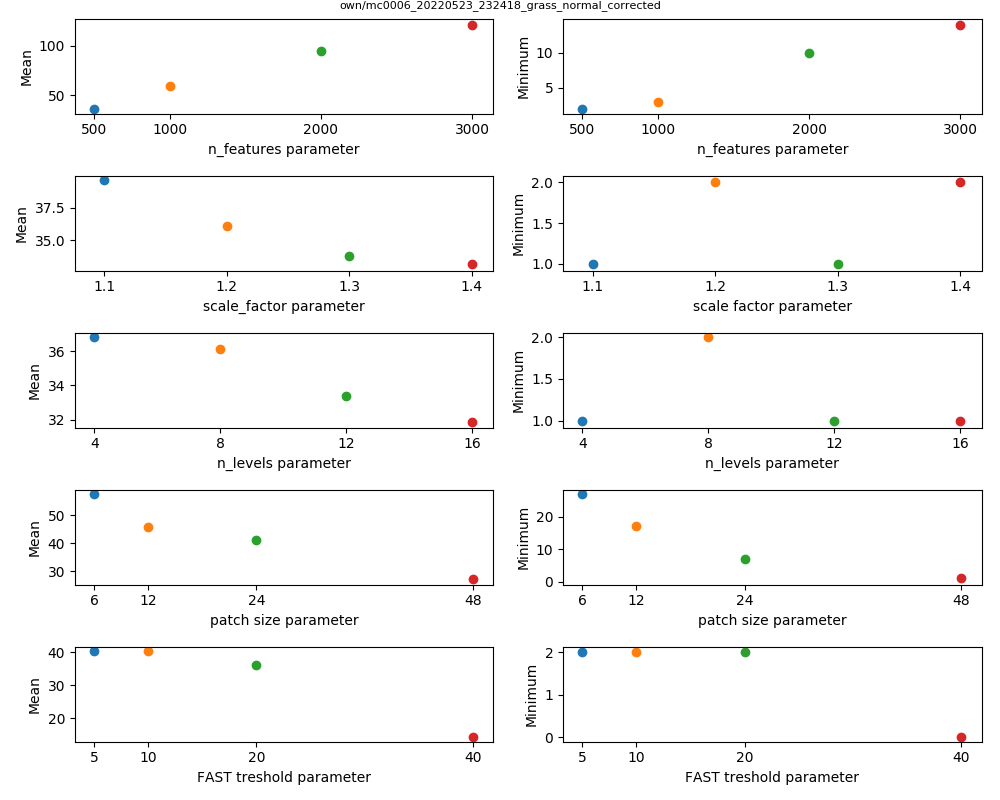 own/mc0006_20220523_232418_grass_normal_corrected
Mean
100
50
500 1000 2000 3000
n_features parameter
Minimum
10
5
500 1000 2000 3000
n_features parameter
Mean
37.5
35.0
1.1 1.2 1.3 1.4
scale_factor parameter
Minimum
2.0
1.5
1.0
1.1 1.2 1.3 1.4
scale factor parameter
Mean
36
34
32
4 8 12 16
n_levels parameter
Minimum
2.0
1.5
1.0
4 8 12 16
n_levels parameter
Mean
50
40
30
6 12 24 48
patch size parameter
Minimum
20
10
0
6 12 24 48
patch size parameter
Mean
40
30
20
5 10 20 40
FAST treshold parameter
Minimum
2
1
0
5 10 20 40
FAST treshold parameter